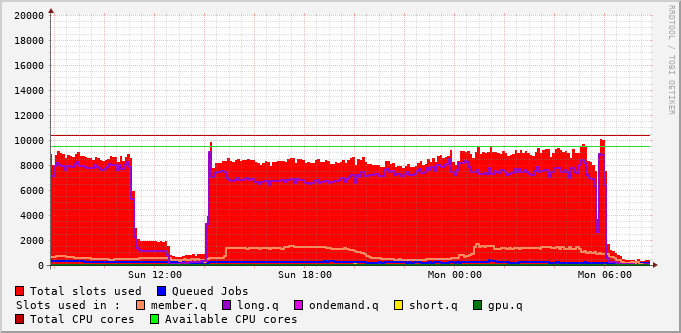 20000
18000
16000
14000
12000
10000
8000
6000
4000
2000
0
Sun 12:00 Sun 18:00 Mon 00:00 Mon 06:00
RRDTOOL / TOBI OETIKER
Total slots used Queued Jobs
Slots used in : member.q long.q ondemand.q short.q gpu.q
Total CPU cores Available CPU cores